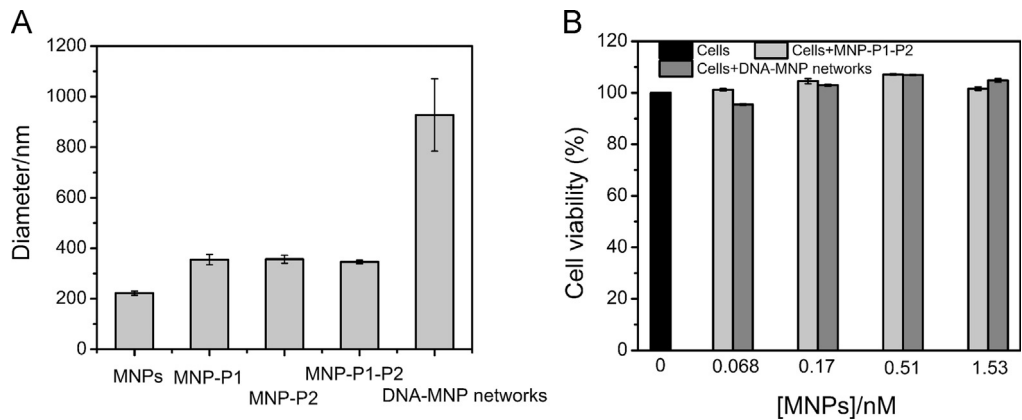 A
Diameter/nm
1200
1000
800
600
400
200
0
MNPs
MNP-P1
MNP-P2
MNP-P1-P2
DNA-MNP networks
B
Cell viability (%)
120
100
80
60
40
20
0
Cells
Cells+MNP-P1-P2
Cells+DNA-MNP networks
0 0.068 0.17 0.51 1.53
[MNPs]/nM